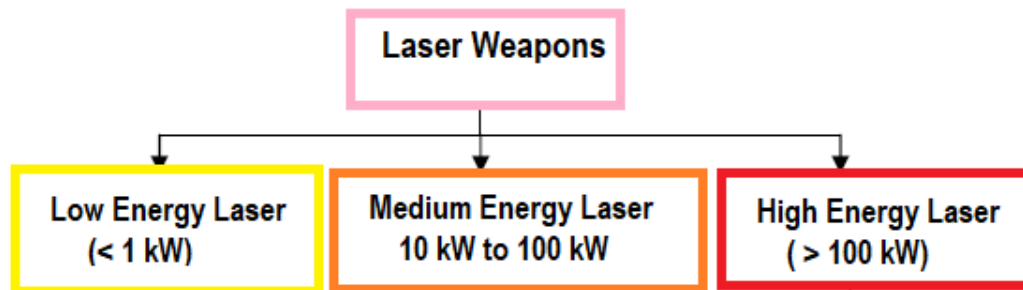 Laser Weapons
Low Energy Laser
(< 1 kW)
Medium Energy Laser
10 kW to 100 kW
High Energy Laser
( > 100 kW)